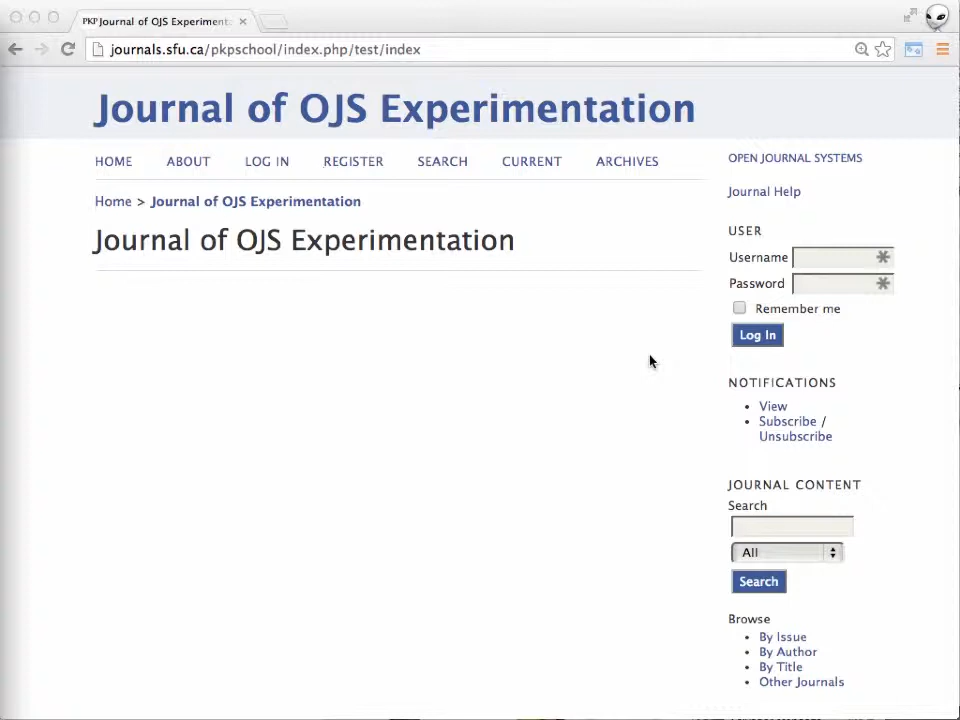 PKP Journal of OJS Experiment
journals.sfu.ca/pkpschool/index.php/test/index
Journal of OJS Experimentation
HOME ABOUT LOG IN REGISTER SEARCH CURRENT ARCHIVES
Home > Journal of OJS Experimentation
Journal of OJS Experimentation
OPEN JOURNAL SYSTEMS
Journal Help
USER
Username
Password
Remember me
Log In
NOTIFICATIONS
View
Subscribe /
Unsubscribe
JOURNAL CONTENT
Search
All
Search
Browse
By Issue
By Author
By Title
Other Journals